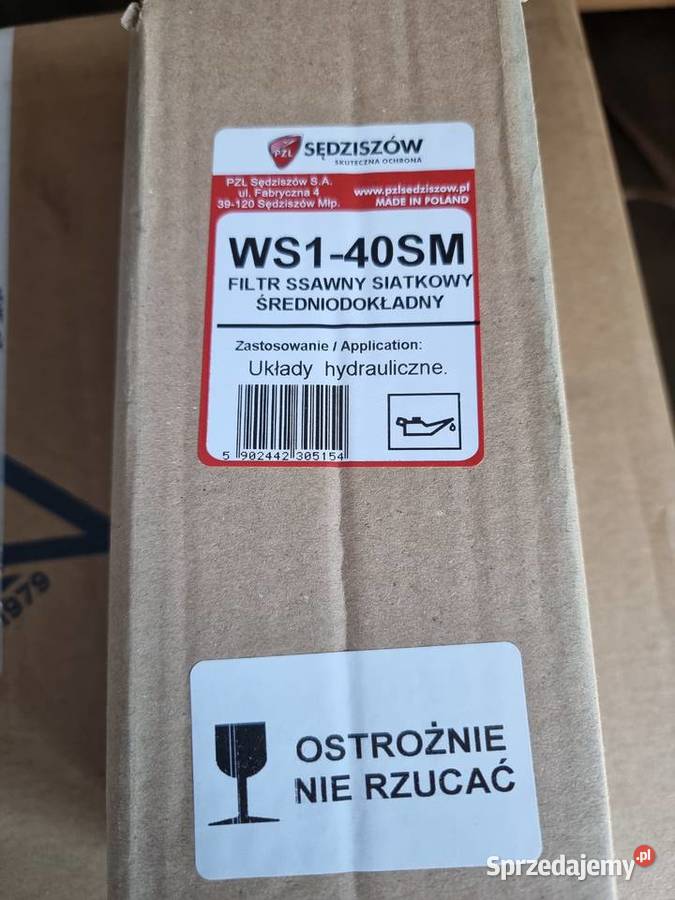 PZL
SĘDZISZÓW
SKUTECZNA OCHRONA
PZL Sędziszów S.A.
ul. Fabryczna 4
39-120 Sędziszów Młp.
www.pzlsedziszow.pl
MADE IN POLAND
WS1-40SM
FILTR SSAWNY SIATKOWY
ŚREDNIODOKŁADNY
Zastosowanie / Application:
Układy hydrauliczne.
5 902442 305154
1979
OSTROŻNIE
NIE RZUCAĆ
Sprzedajemy.pl